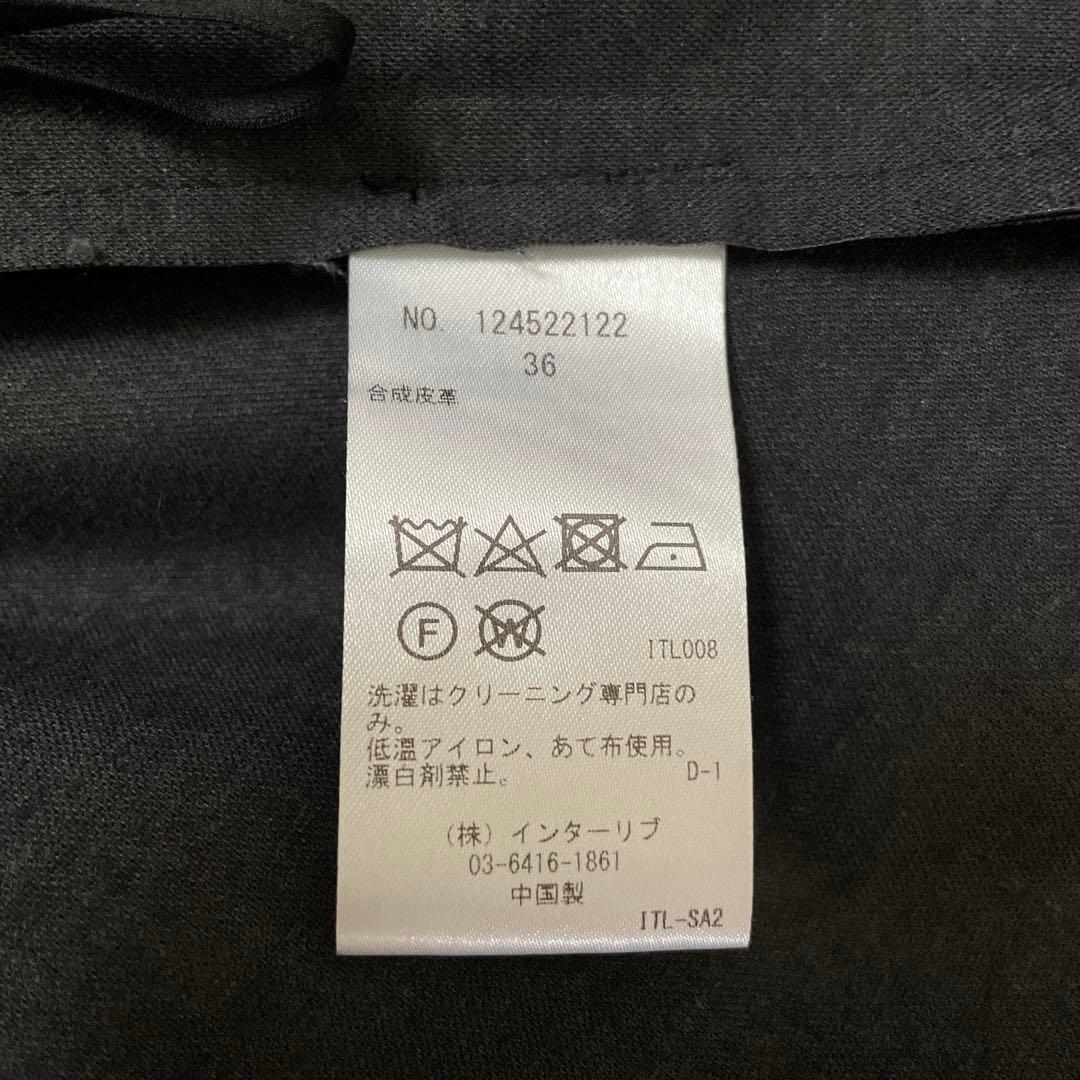 NO. 124522122
36
合成皮革
F
W
ITL008
洗濯はクリーニング専門店の
み。
低温アイロン、あて布使用。
漂白剤禁止。 D-1
(株)インターリブ
03-6416-1861
中国製
ITL-SA2